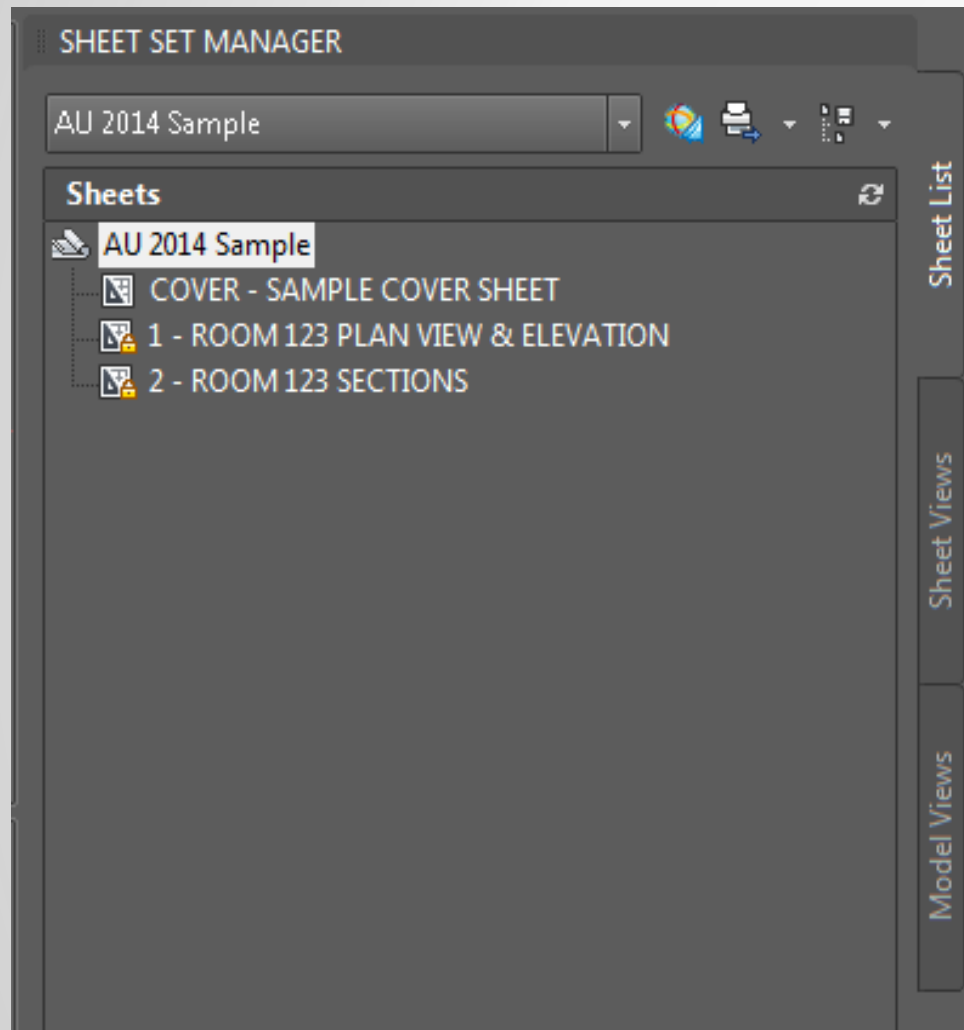 SHEET SET MANAGER
AU 2014 Sample
Sheets
AU 2014 Sample
COVER - SAMPLE COVER SHEET
1 - ROOM 123 PLAN VIEW & ELEVATION
2 - ROOM 123 SECTIONS
Sheet List
Sheet Views
Model Views